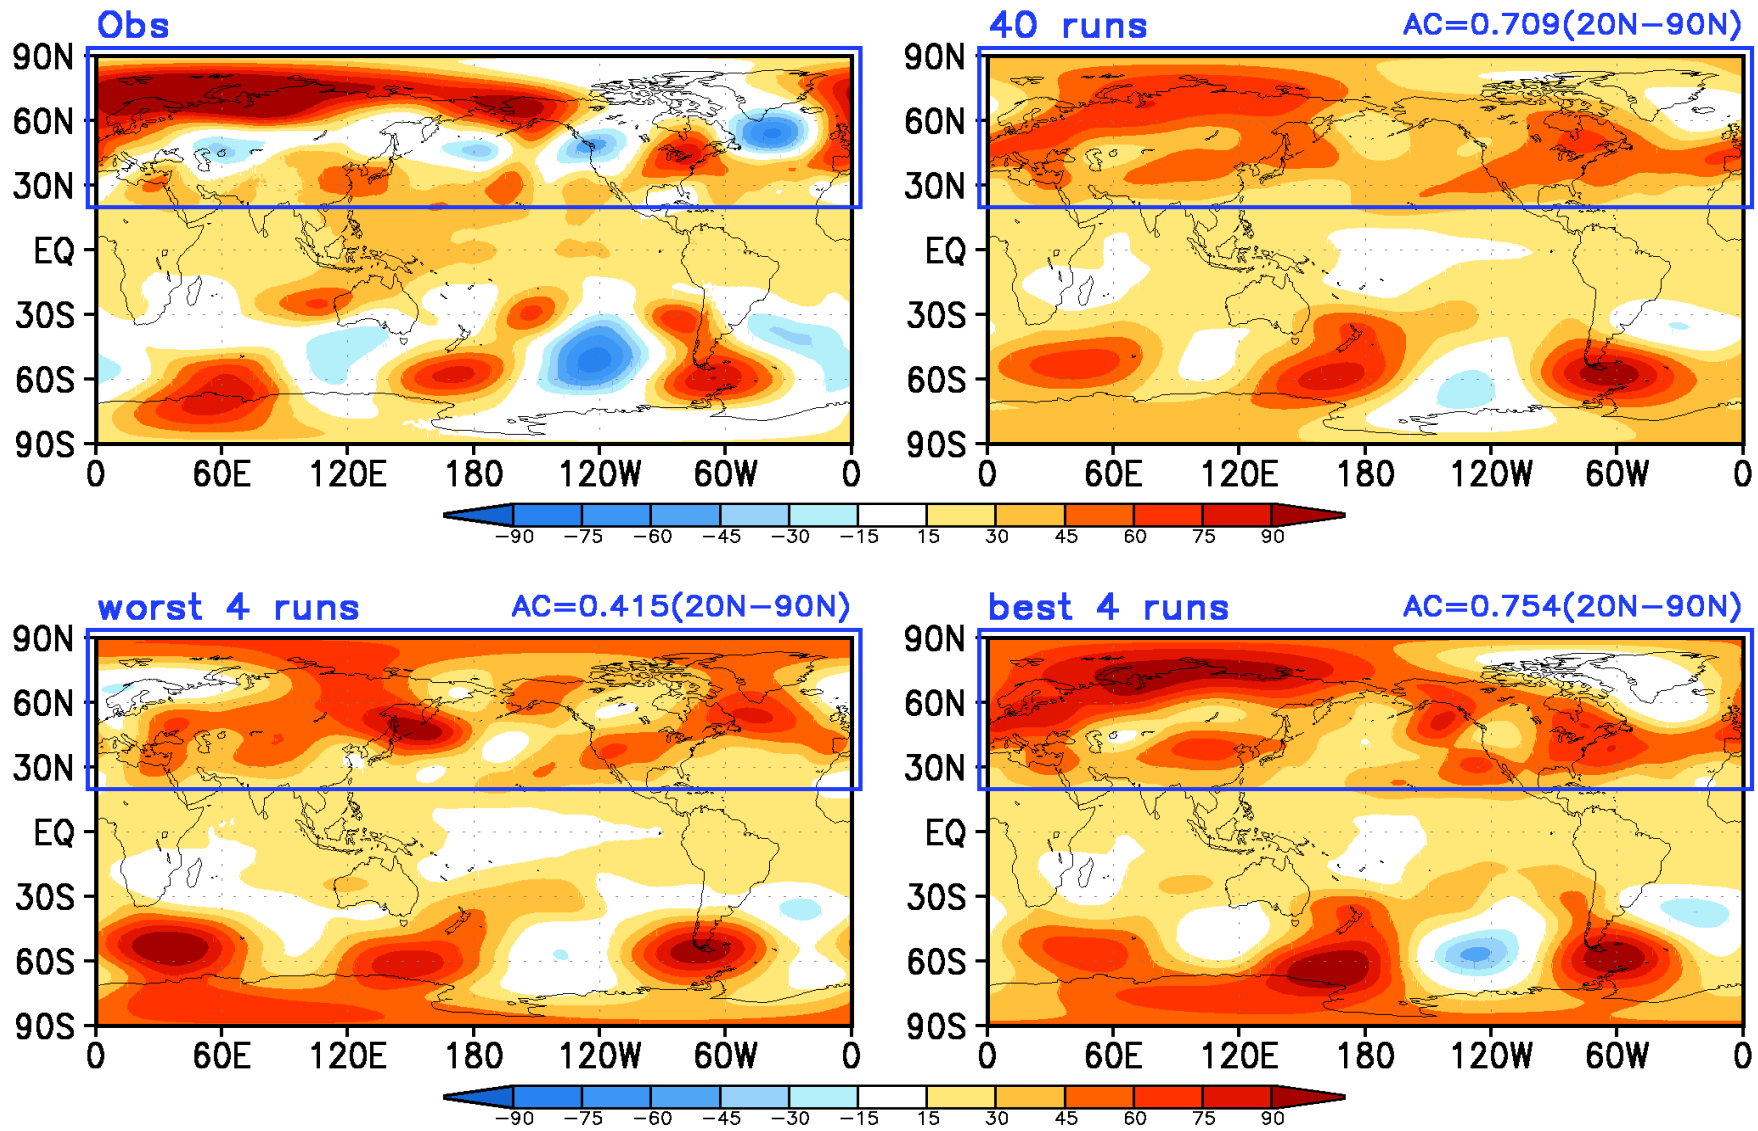 Obs
40 runs AC=0.709(20N−90N)
90N 90N
60N 60N
30N 30N
EQ EQ
30S 30S
60S 60S
90S 90S
0 60E 120E 180 120W 60W 0 0 60E 120E 180 120W 60W 0
−90 −75 −60 −45 −30 −15 15 30 45 60 75 90
worst 4 runs AC=0.415(20N−90N) best 4 runs AC=0.754(20N−90N)
90N 90N
60N 60N
30N 30N
EQ EQ
30S 30S
60S 60S
90S 90S
0 60E 120E 180 120W 60W 0 0 60E 120E 180 120W 60W 0
−90 −75 −60 −45 −30 −15 15 30 45 60 75 90